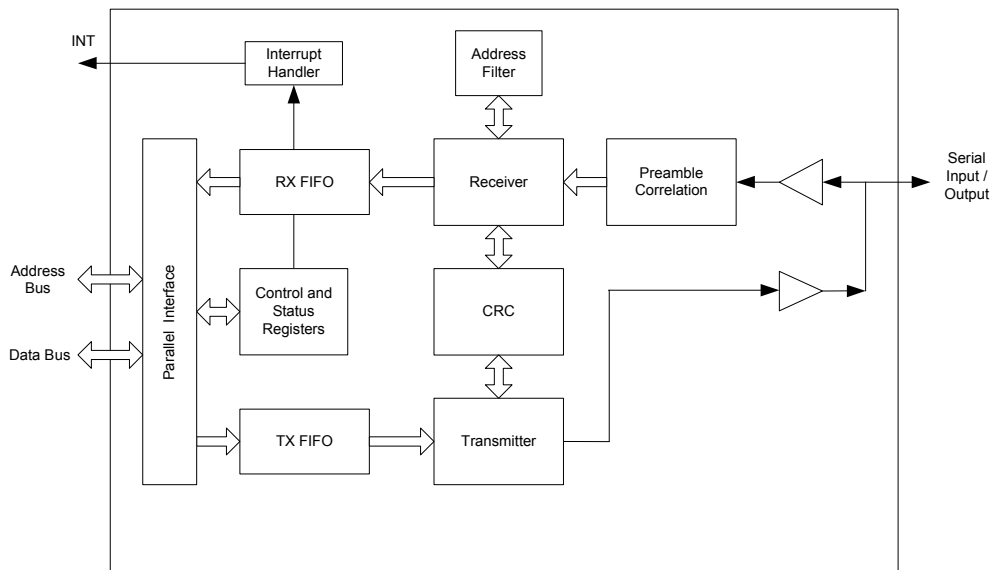 INT
Interrupt
Handler
Address
Filter
RX FIFO
Receiver
Preamble
Correlation
Serial
Input /
Output
Address
Bus
Data Bus
Parallel Interface
Control and
Status
Registers
CRC
TX FIFO
Transmitter